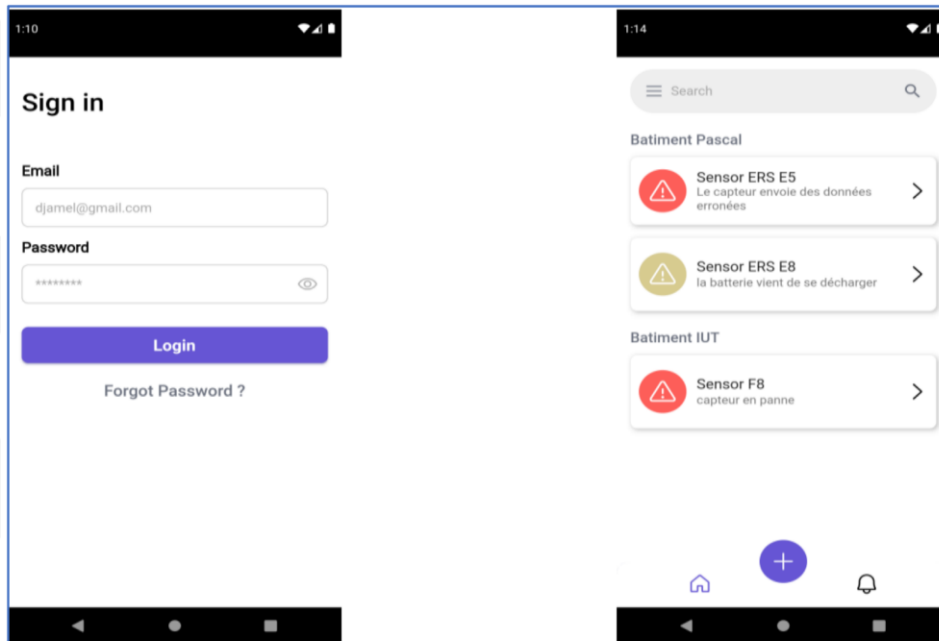 1:10
Sign in
Email
djamel@gmail.com
Password
********
Login
Forgot Password ?
1:14
Search
Batiment Pascal
Sensor ERS E5
Le capteur envoie des données
erronées
Sensor ERS E8
la batterie vient de se décharger
Batiment IUT
Sensor F8
capteur en panne